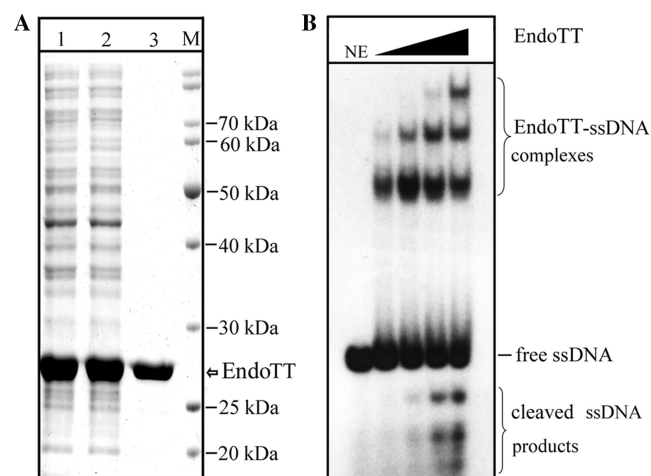 A
1 2 3 M
70 kDa
60 kDa
50 kDa
40 kDa
30 kDa
⇦EndoTT
25 kDa
20 kDa
B
NE
EndoTT
EndoTT-ssDNA
complexes
free ssDNA
cleaved ssDNA
products